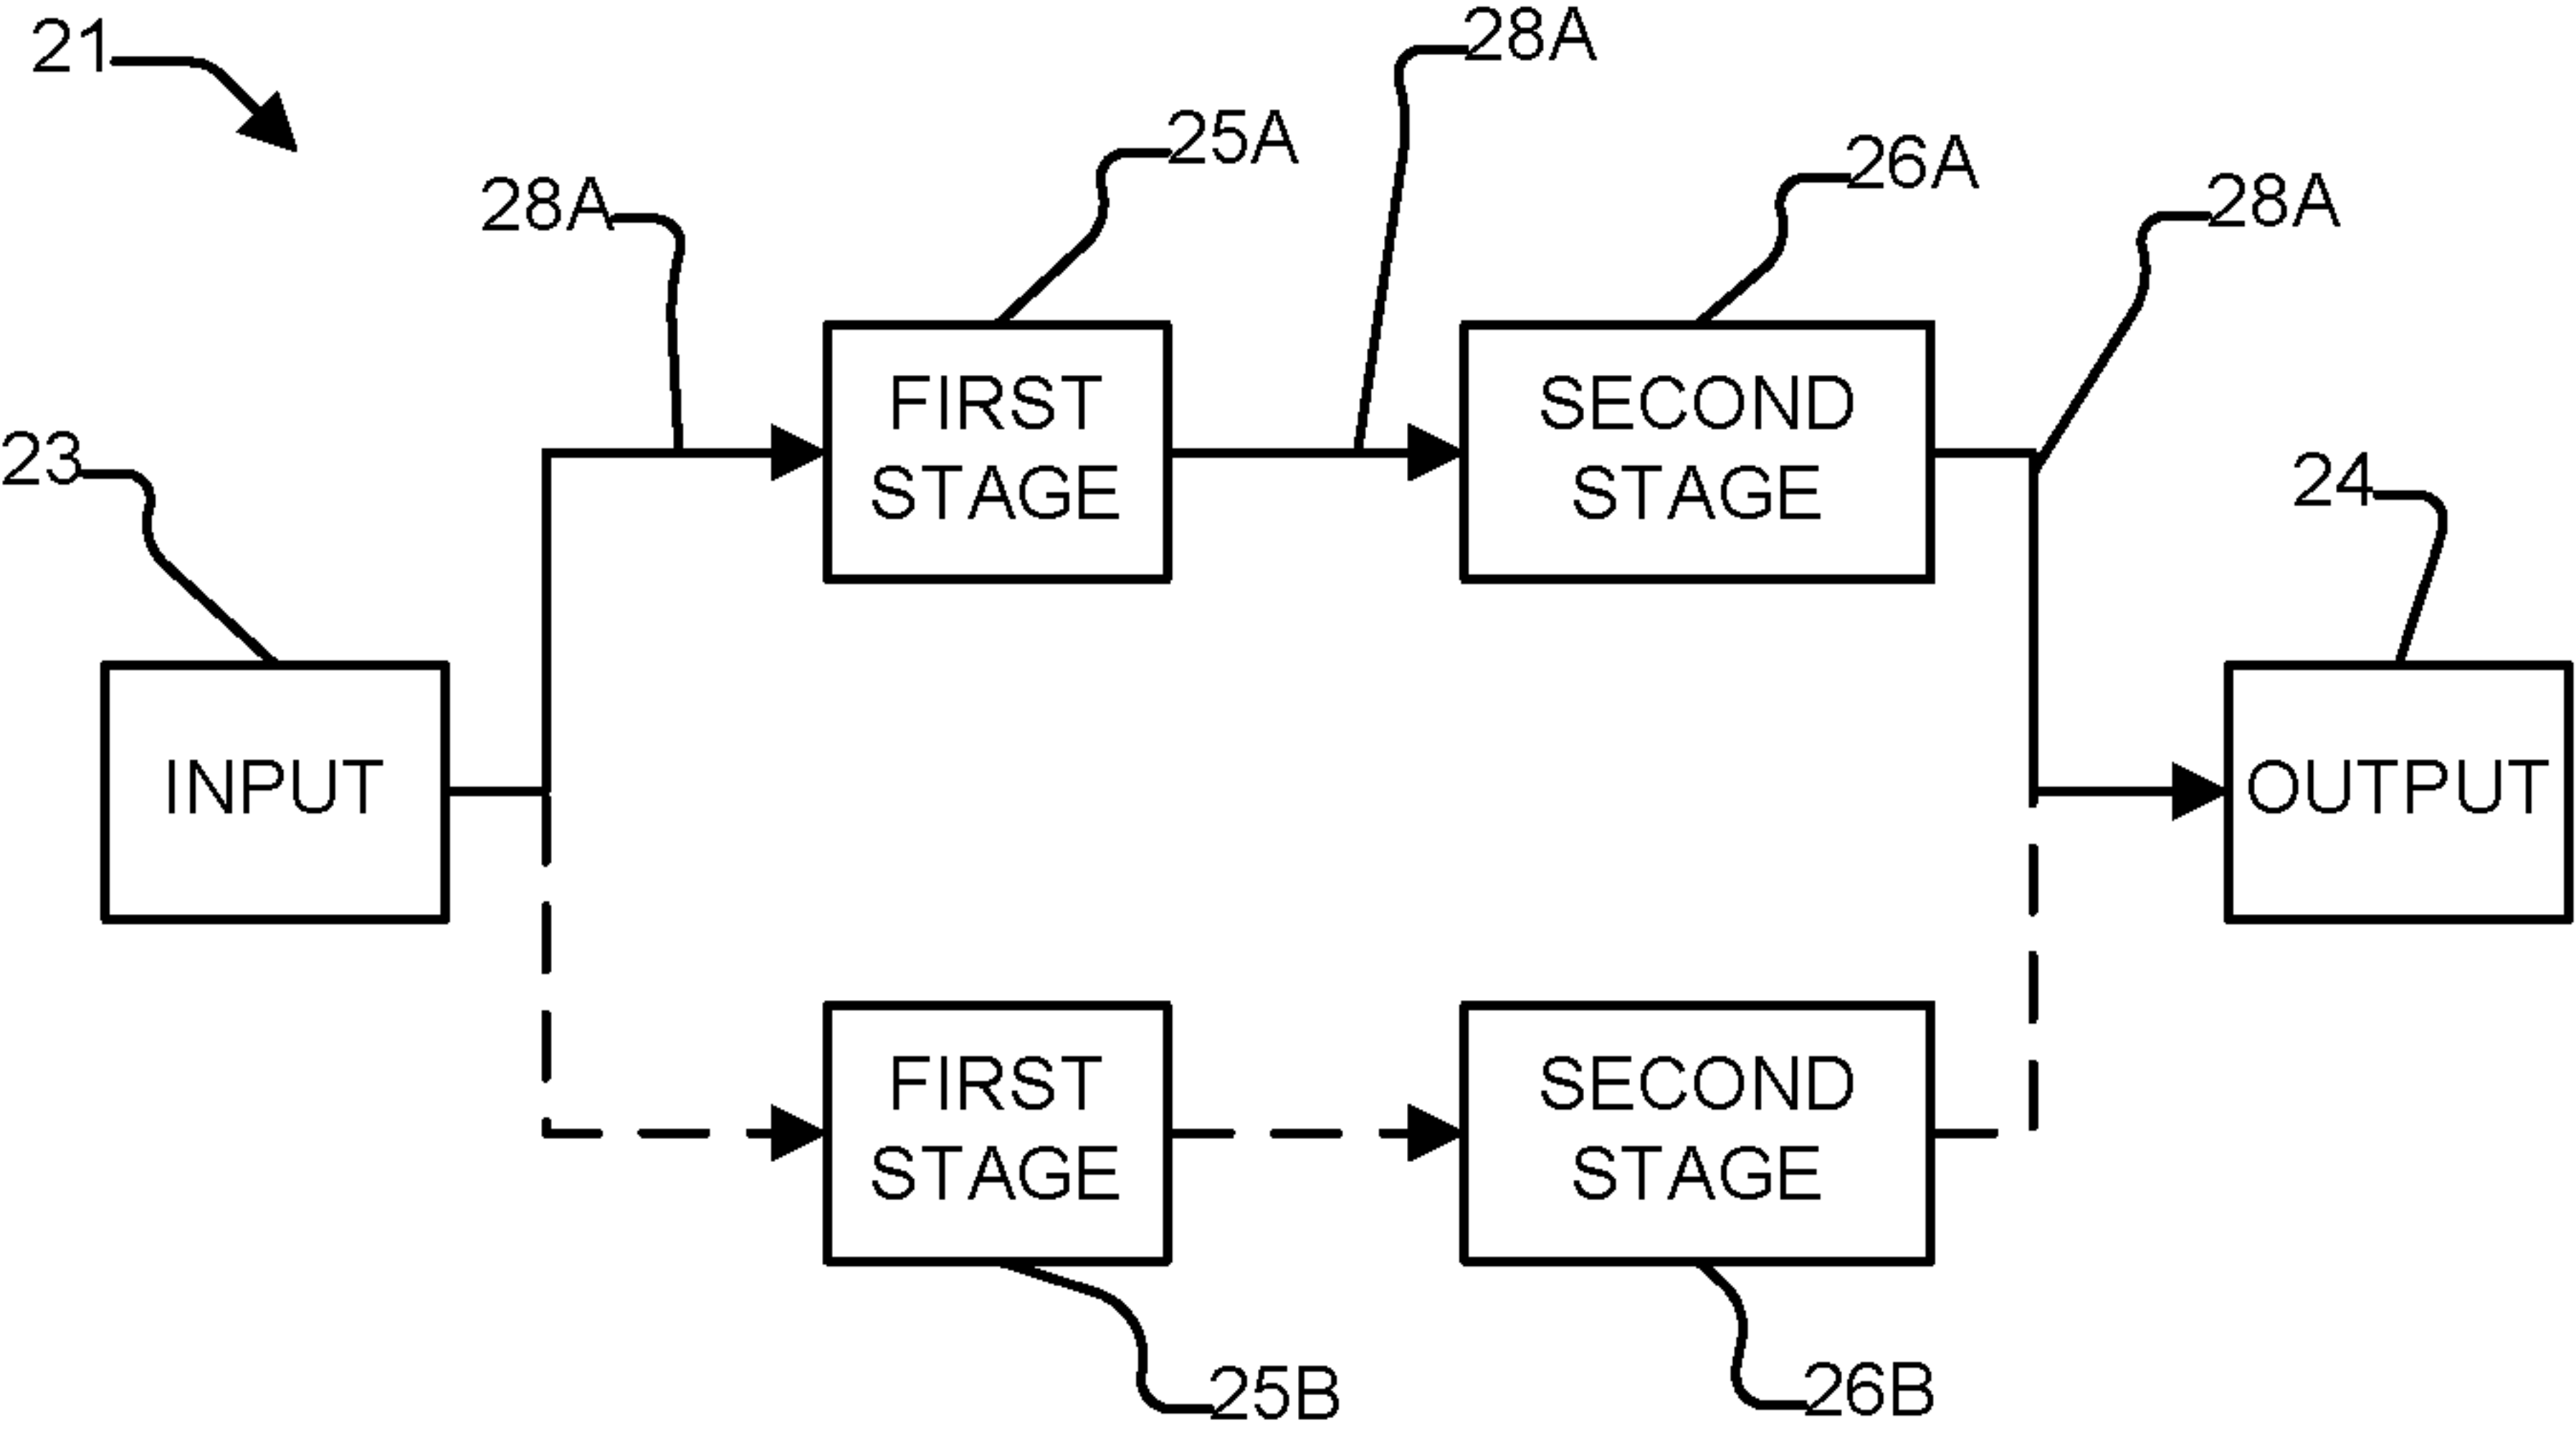 21
28A
25A
28A
26A
28A
23
24
FIRST
STAGE
SECOND
STAGE
INPUT
OUTPUT
FIRST
STAGE
SECOND
STAGE
25B
26B